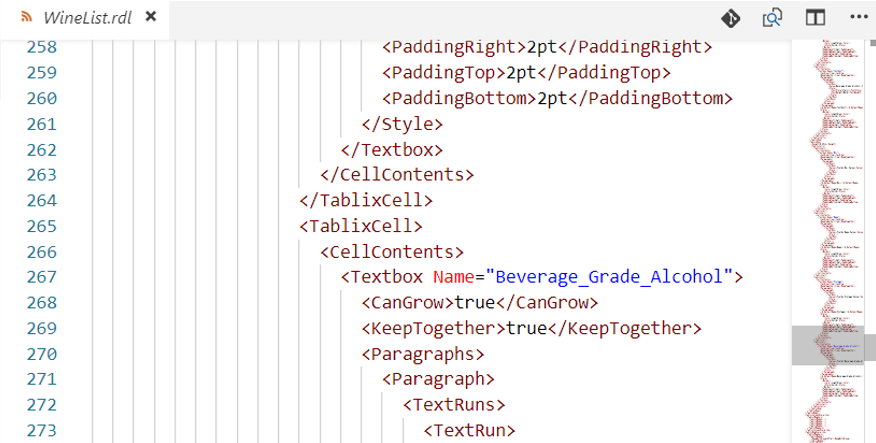 WineList.rdl
258 <PaddingRight>2pt</PaddingRight>
259 <PaddingTop>2pt</PaddingTop>
260 <PaddingBottom>2pt</PaddingBottom>
261 </Style>
262 </Textbox>
263 </CellContents>
264 </TablixCell>
265 <TablixCell>
266 <CellContents>
267 <Textbox Name="Beverage_Grade_Alcohol">
268 <CanGrow>true</CanGrow>
269 <KeepTogether>true</KeepTogether>
270 <Paragraphs>
271 <Paragraph>
272 <TextRuns>
273 <TextRun>